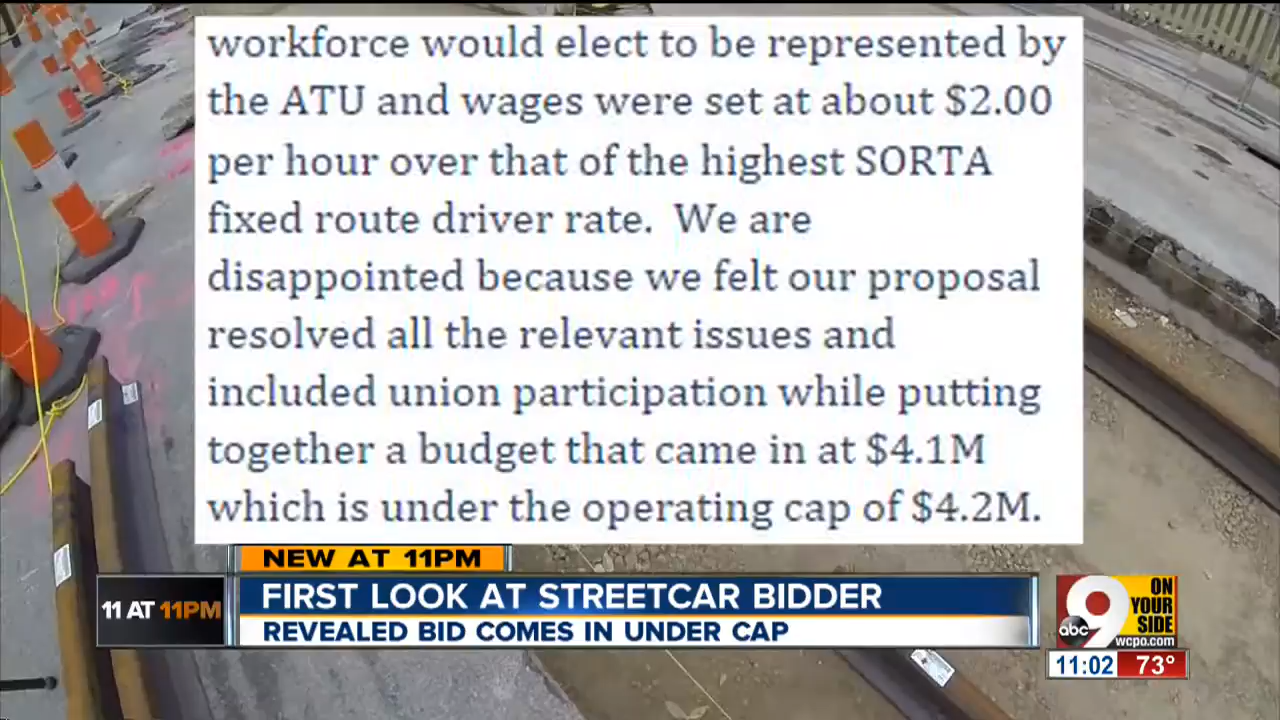 workforce would elect to be represented by
the ATU and wages were set at about $2.00
per hour over that of the highest SORTA
fixed route driver rate.  We are
disappointed because we felt our proposal
resolved all the relevant issues and
included union participation while putting
together a budget that came in at $4.1M
which is under the operating cap of $4.2M.
NEW AT 11PM
11 AT 11PM
FIRST LOOK AT STREETCAR BIDDER
REVEALED BID COMES IN UNDER CAP
abc 9 ON
YOUR
SIDE
wcpo.com
11:02 73°